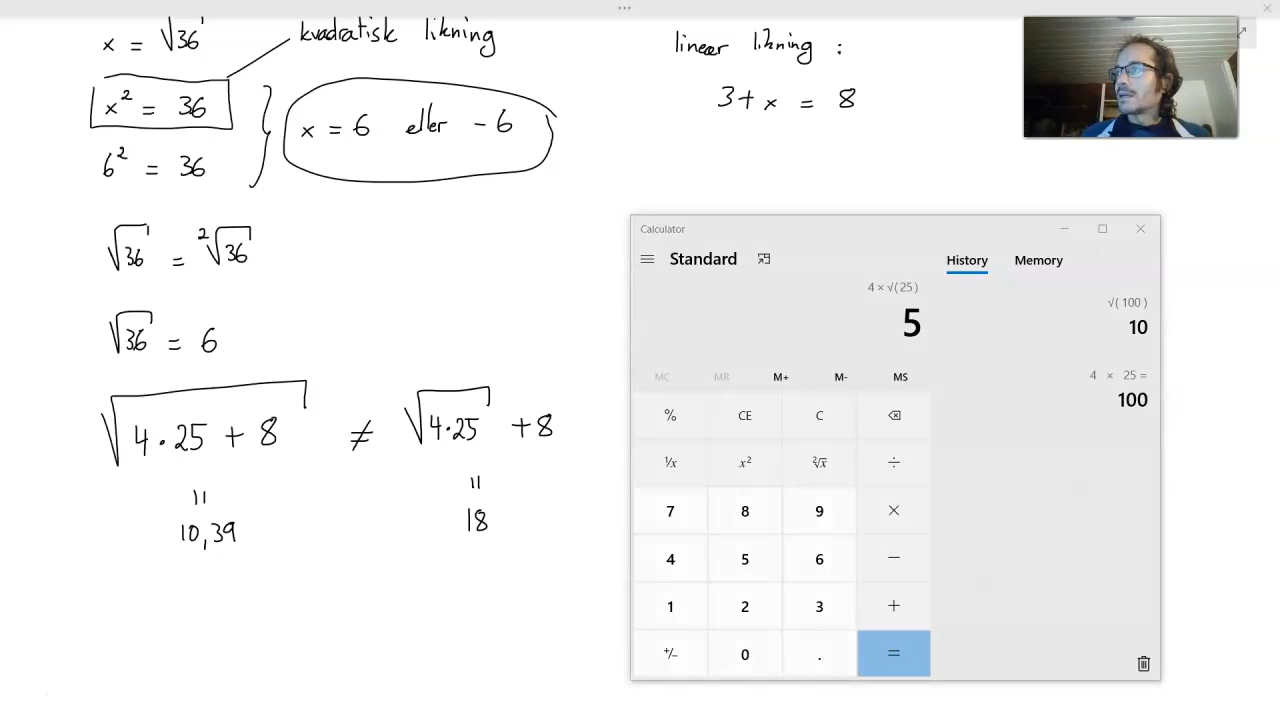 x = √36
kvadratisk likning
x² = 36
x = 6 eller - 6
6² = 36
√36 = ²√36
√36 = 6
√4·25 + 8 ≠ √4·25 + 8
= =
10,39 18
linear likning :
3 + x = 8
Calculator
Standard
4 × √(25)
5
MC MR M+ M- MS
% CE C
¹/x x² ²√x ÷
7 8 9 ×
4 5 6 −
1 2 3 +
+/- 0 . =
History Memory
√( 100 )
10
4 × 25 =
100